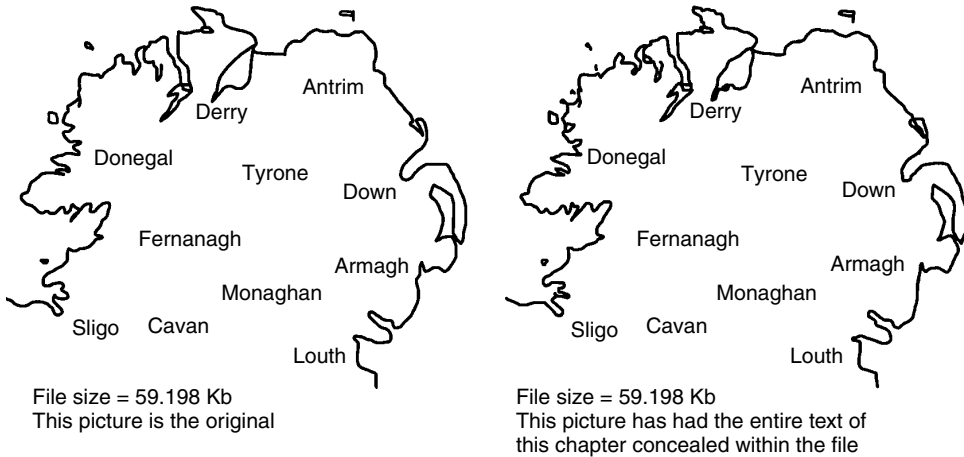 Antrim
Derry
Donegal
Tyrone
Down
Fernanagh
Armagh
Monaghan
Sligo
Cavan
Louth
File size = 59.198 Kb
This picture is the original
Antrim
Derry
Donegal
Tyrone
Down
Fernanagh
Armagh
Monaghan
Sligo
Cavan
Louth
File size = 59.198 Kb
This picture has had the entire text of
this chapter concealed within the file